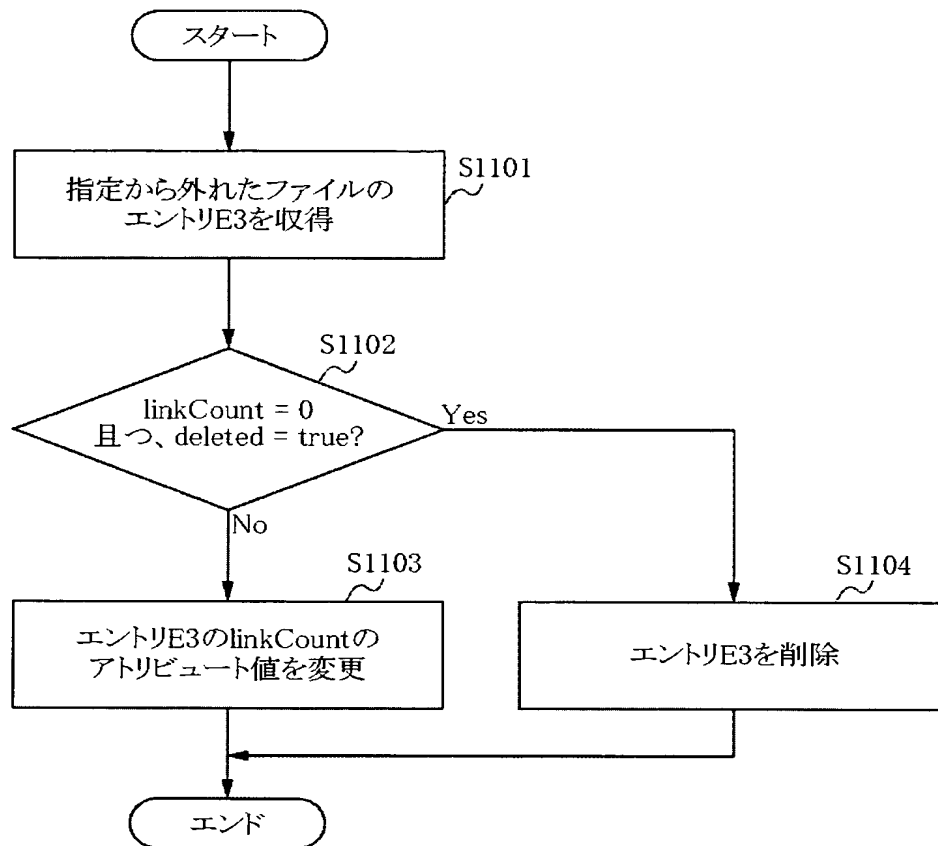 スタート
S1101
指定から外れたファイルの
エントリE3を収得
S1102
linkCount = 0
且つ、deleted = true?
Yes
No
S1103
エントリE3のlinkCountの
アトリビュート値を変更
S1104
エントリE3を削除
エンド